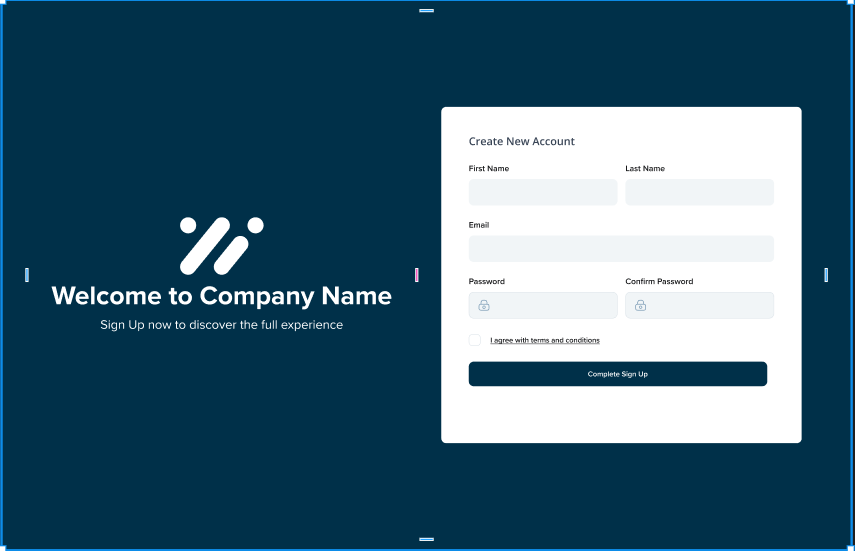 Welcome to Company Name
Sign Up now to discover the full experience
Create New Account
First Name
Last Name
Email
Password
Confirm Password
I agree with terms and conditions
Complete Sign Up